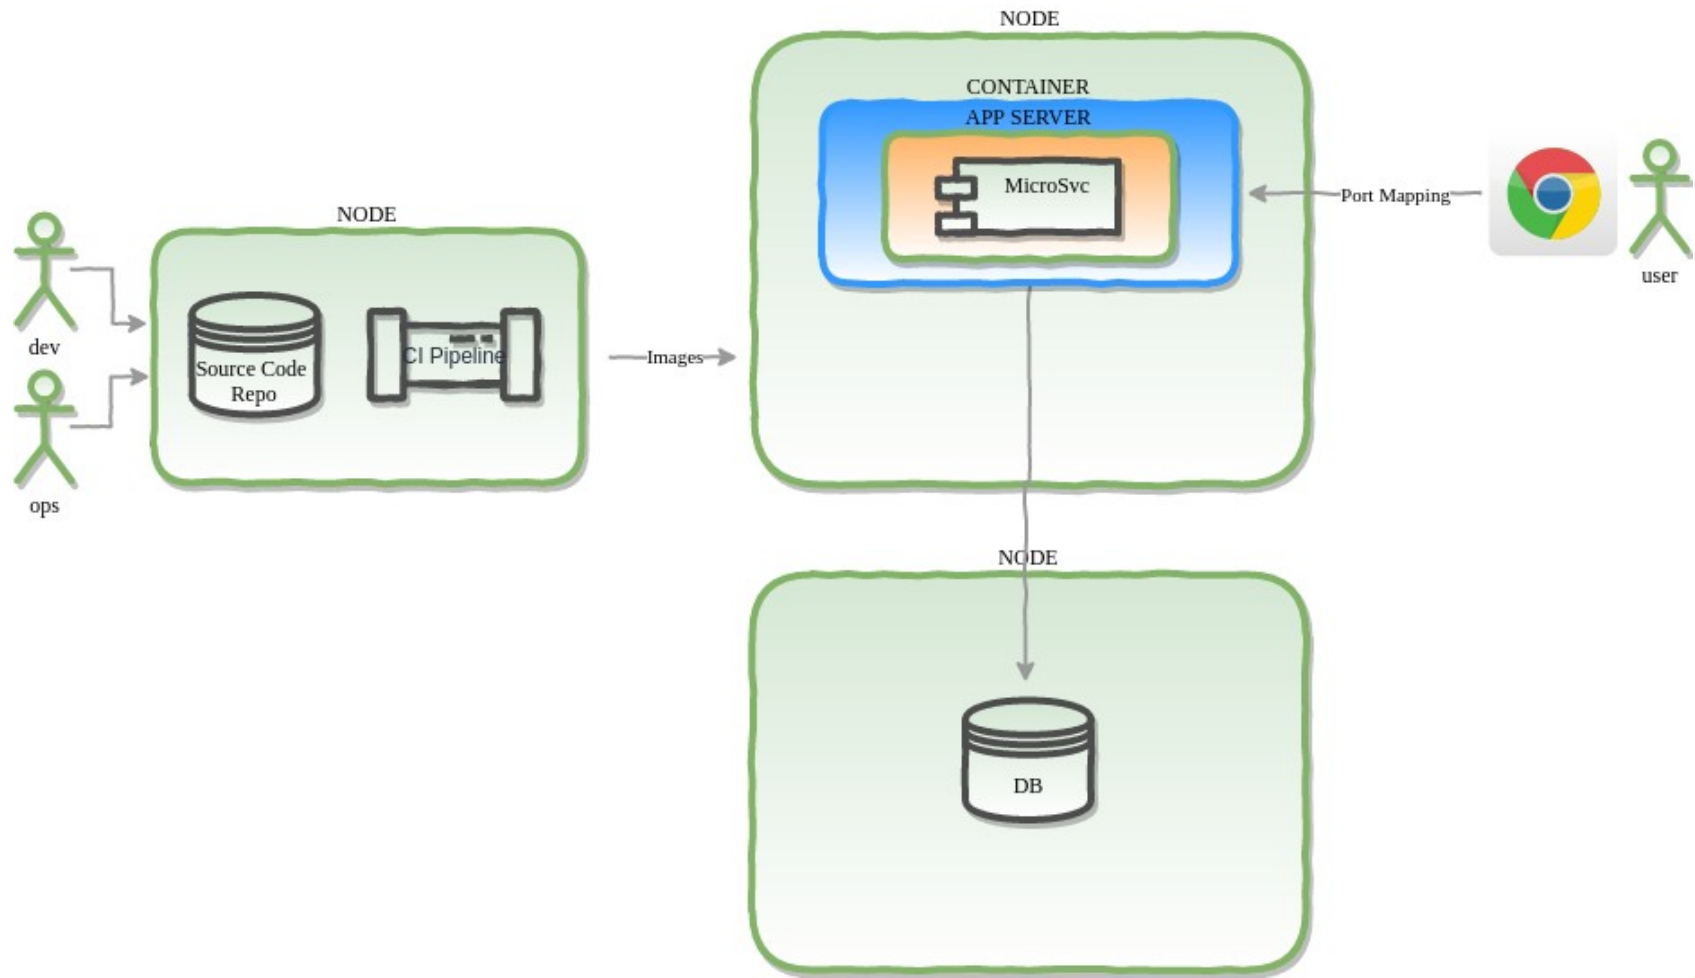 NODE
CONTAINER
APP SERVER
MicroSvc
Port Mapping
user
NODE
dev
Source Code
Repo
CI Pipeline
Images
ops
NODE
DB